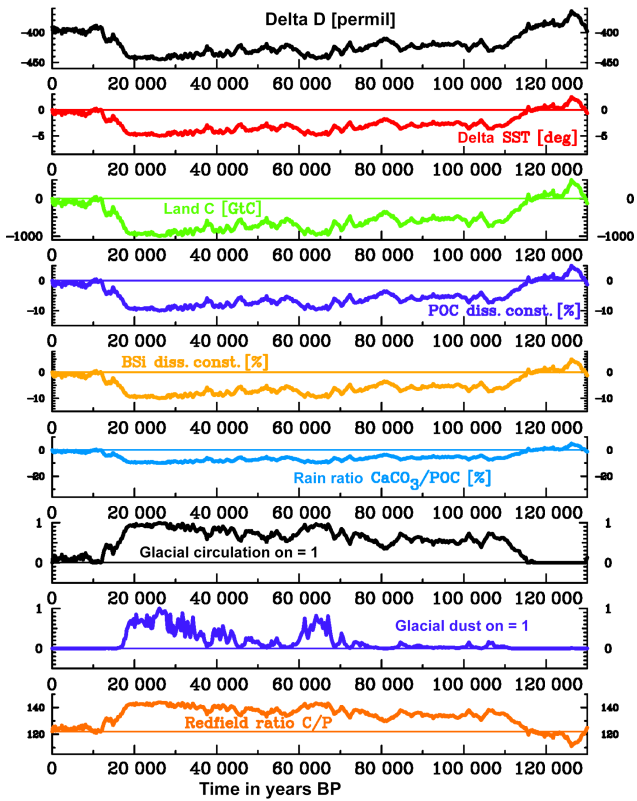 Delta D [permil]
−400 −400
−450 −450
0 20 000 40 000 60 000 80 000 100 000 120 000
0 0
−5 −5
Delta SST [deg]
0 20 000 40 000 60 000 80 000 100 000 120 000
0 0
Land C [GtC]
−1000 −1000
0 20 000 40 000 60 000 80 000 100 000 120 000
0 0
−10 −10
POC diss. const. [%]
0 20 000 40 000 60 000 80 000 100 000 120 000
BSi diss. const. [%]
0 0
−10 −10
0 20 000 40 000 60 000 80 000 100 000 120 000
0 0
−20 −20
Rain ratio CaCO3/POC [%]
0 20 000 40 000 60 000 80 000 100 000 120 000
1 1
Glacial circulation on = 1
0 0
0 20 000 40 000 60 000 80 000 100 000 120 000
1 1
Glacial dust on = 1
0 0
0 20 000 40 000 60 000 80 000 100 000 120 000
140 140
Redfield ratio C/P
120 120
0 20 000 40 000 60 000 80 000 100 000 120 000
Time in years BP